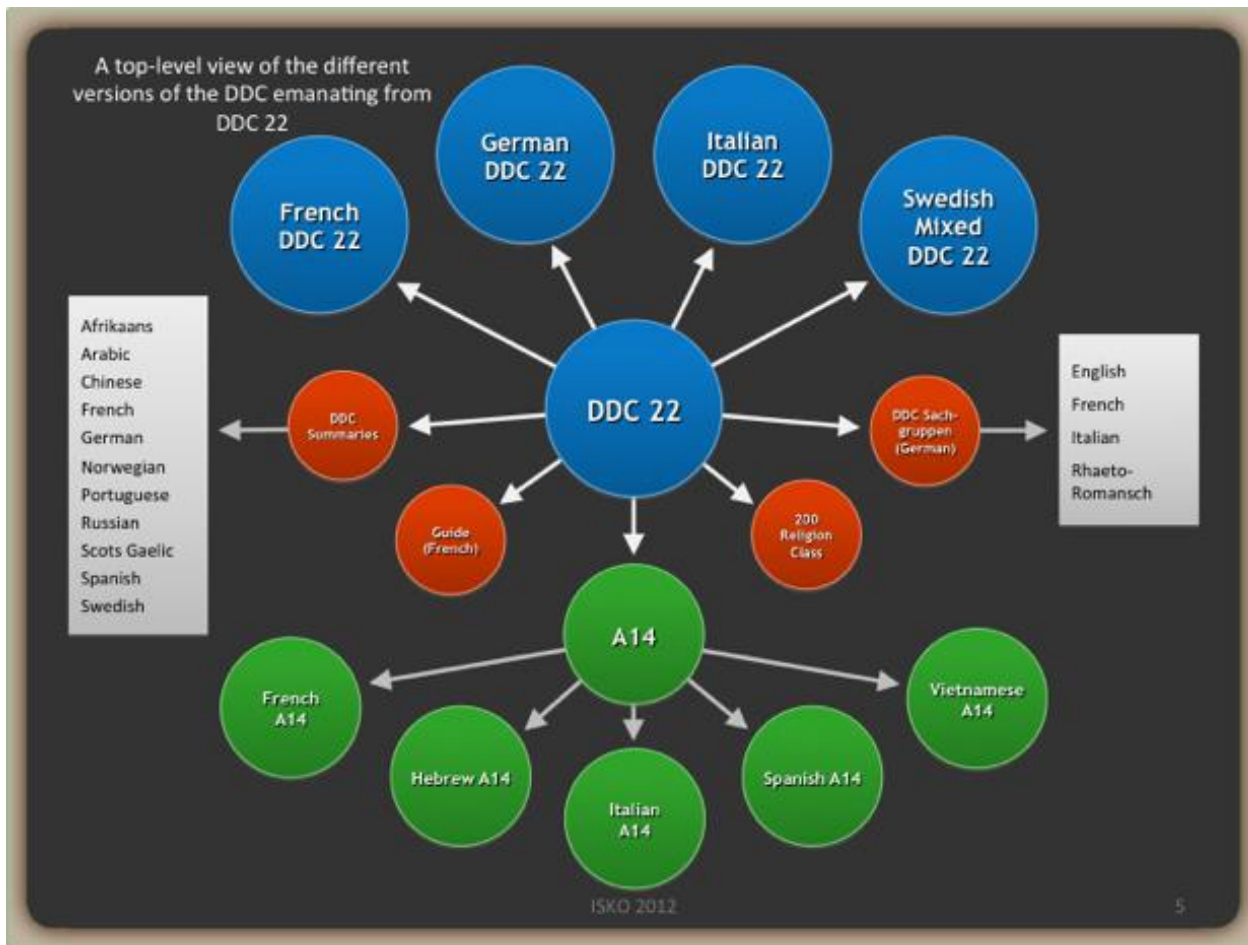 A top-level view of the different
versions of the DDC emanating from
DDC 22
German
DDC 22
Italian
DDC 22
French
DDC 22
Swedish
Mixed
DDC 22
Afrikaans
Arabic
Chinese
French
German
Norwegian
Portuguese
Russian
Scots Gaelic
Spanish
Swedish
DDC
Summaries
DDC 22
DDC Sach-
gruppen
(German)
English
French
Italian
Rhaeto-
Romansch
Guide
(French)
200
Religion
Class
A14
French
A14
Hebrew A14
Italian
A14
Spanish A14
Vietnamese
A14
ISKO 2012
5